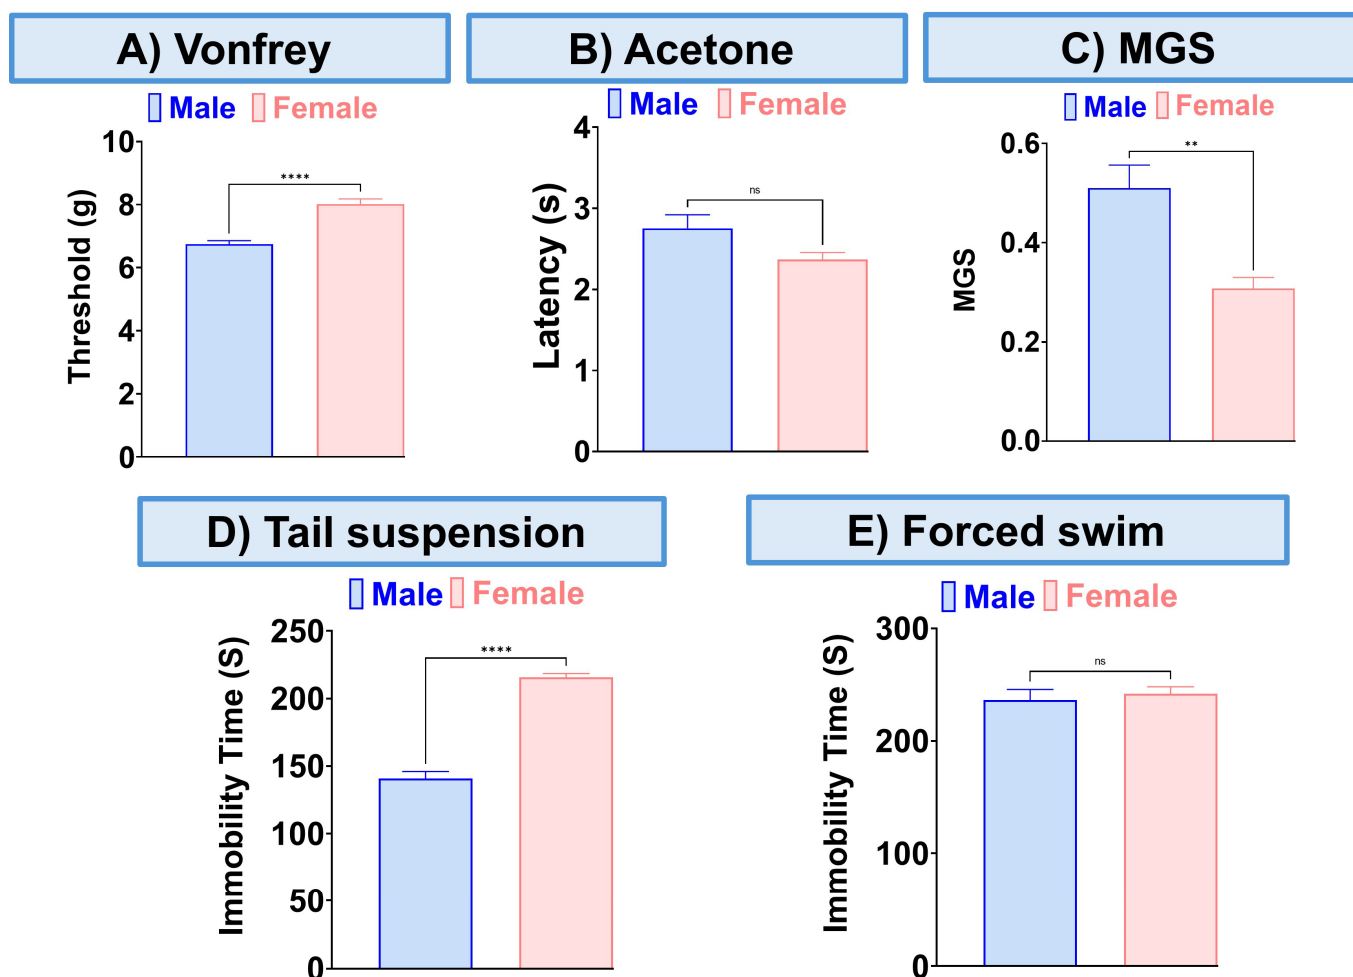 A) Vonfrey
Male Female
10
8
6
4
2
0
Threshold (g)
****
B) Acetone
Male Female
4
3
2
1
0
Latency (s)
ns
C) MGS
Male Female
0.6
0.4
0.2
0.0
MGS
**
D) Tail suspension
Male Female
250
200
150
100
50
0
Immobility Time (S)
****
E) Forced swim
Male Female
300
200
100
0
Immobility Time (S)
ns